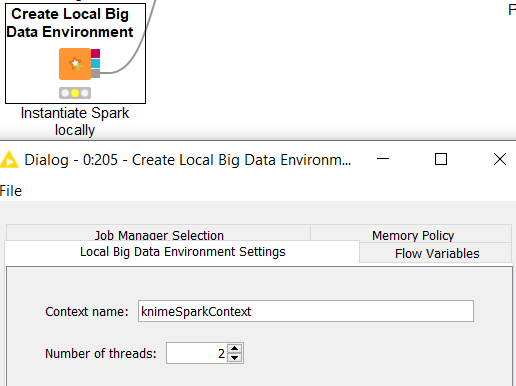 P
Create Local Big
Data Environment
Instantiate Spark
locally
Dialog - 0:205 - Create Local Big Data Environm...
File
Job Manager Selection
Memory Policy
Local Big Data Environment Settings
Flow Variables
Context name: knimeSparkContext
Number of threads: 2